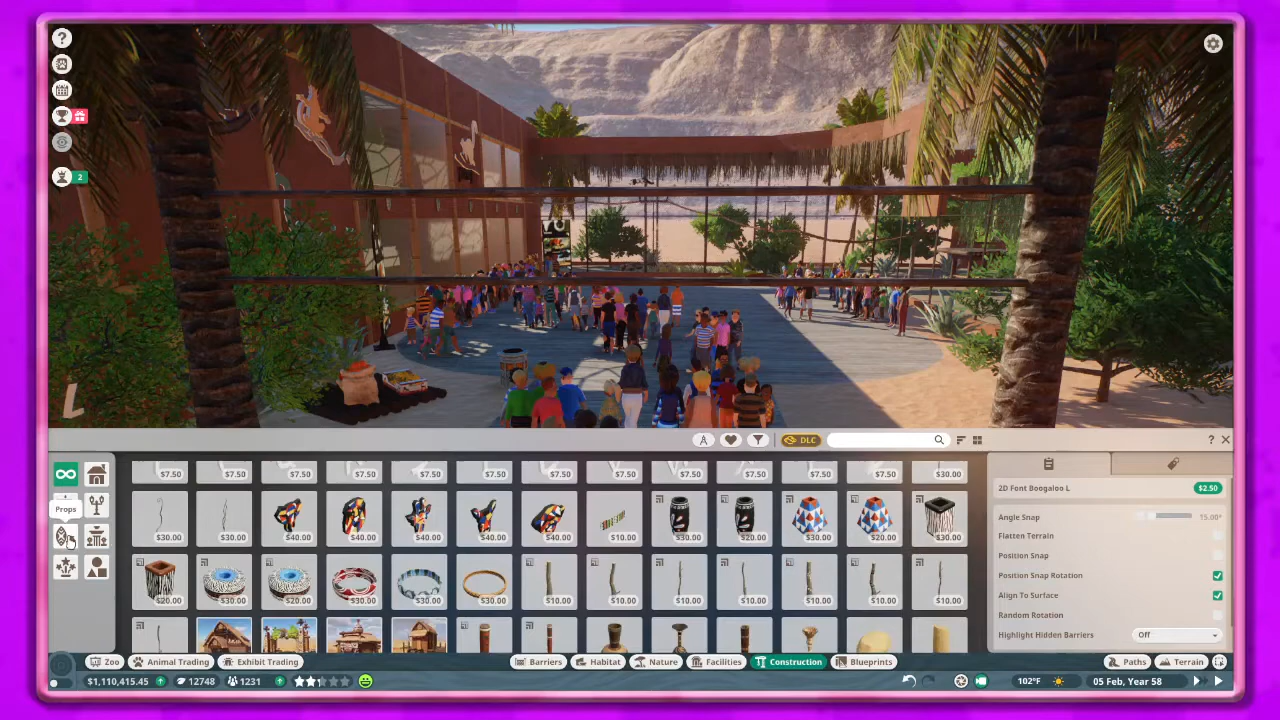 ?
2
YO
L
DLC
? ×
Props
$7.50 $7.50 $7.50 $7.50 $7.50 $7.50 $7.50 $7.50 $7.50 $7.50 $7.50 $7.50 $30.00
$30.00 $30.00 $40.00 $40.00 $40.00 $40.00 $40.00 $10.00 $30.00 $20.00 $30.00 $20.00 $30.00
$20.00 $30.00 $20.00 $30.00 $30.00 $30.00 $10.00 $10.00 $10.00 $10.00 $10.00 $10.00 $10.00
2D Font Boogaloo L $2.50
Angle Snap 15.00°
Flatten Terrain
Position Snap
Position Snap Rotation
Align To Surface
Random Rotation
Highlight Hidden Barriers Off
Zoo Animal Trading Exhibit Trading Barriers Habitat Nature Facilities Construction Blueprints Paths Terrain
$1,110,415.45 12748 1231 102°F 05 Feb, Year 58